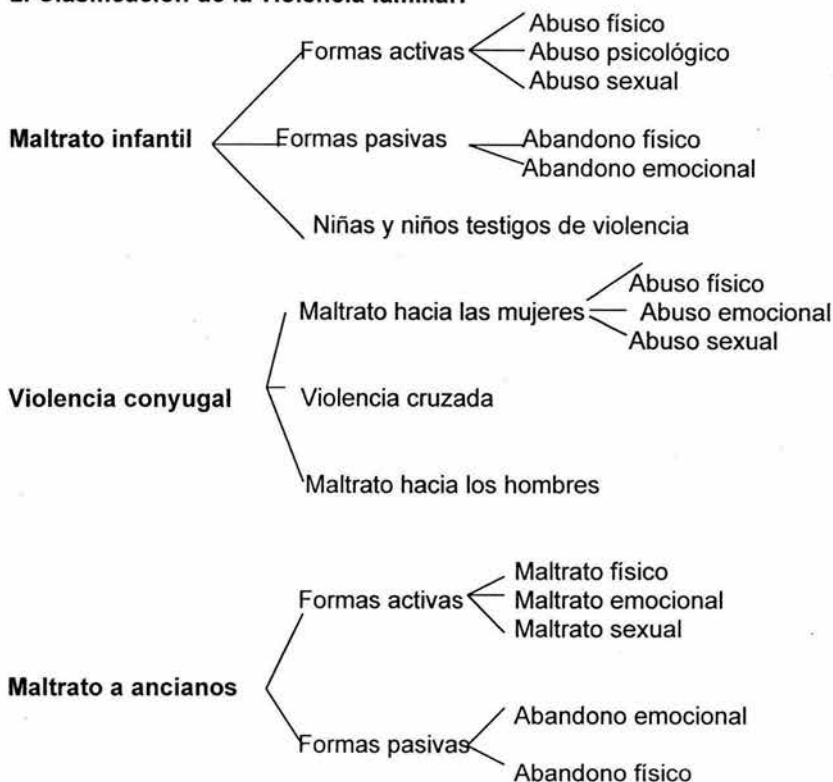 Abuso físico
Formas activas
Abuso psicológico
Abuso sexual
Maltrato infantil
Formas pasivas
Abandono físico
Abandono emocional
Niñas y niños testigos de violencia
Abuso físico
Maltrato hacia las mujeres
Abuso emocional
Abuso sexual
Violencia conyugal
Violencia cruzada
Maltrato hacia los hombres
Maltrato físico
Formas activas
Maltrato emocional
Maltrato sexual
Maltrato a ancianos
Abandono emocional
Formas pasivas
Abandono físico